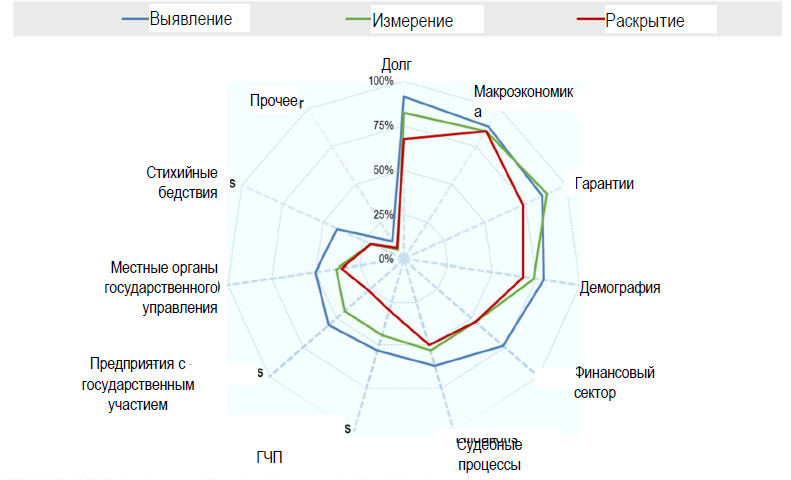 Выявление Измерение Раскрытие
Долг
100%
Макроэкономик
а
Прочее r
75%
Стихийные
бедствия s
Гарантии
50%
25%
0%
Местные органы
государственного)
управления
Демография
Предприятия с
государственным
участием
s
Финансовый
сектор
s
ГЧП
Судебные
процессы